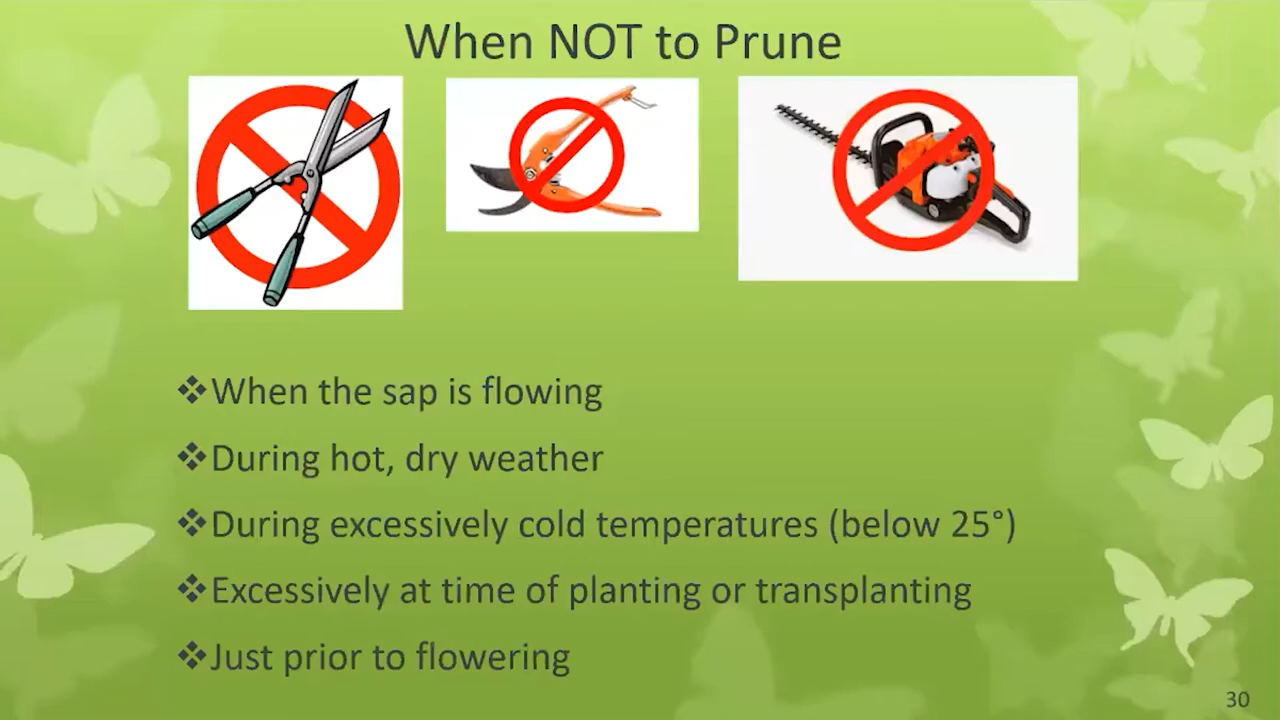 When NOT to Prune
❖When the sap is flowing
❖During hot, dry weather
❖During excessively cold temperatures (below 25°)
❖Excessively at time of planting or transplanting
❖Just prior to flowering
30